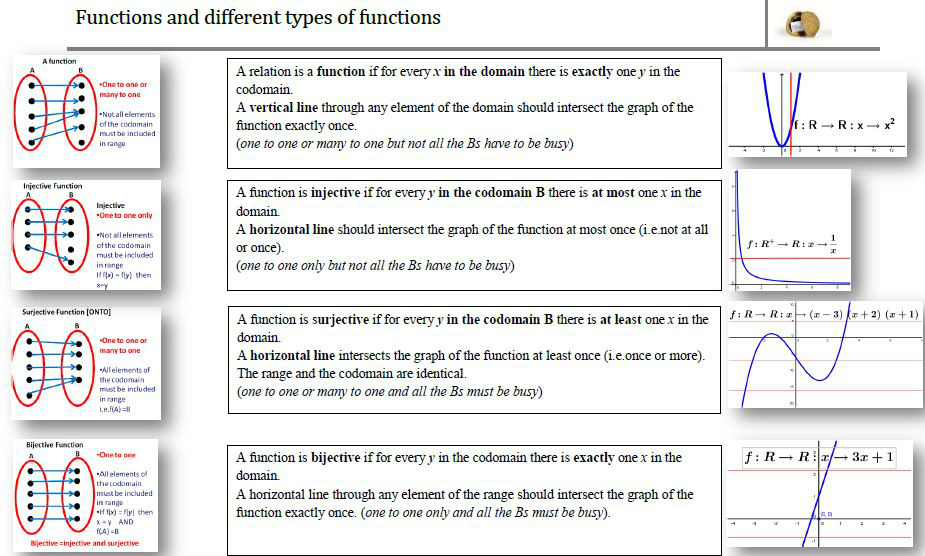 Functions and different types of functions
A function
A B
•One to one or
many to one
•Not all elements
of the codomain
must be included
in range
A relation is a function if for every x in the domain there is exactly one y in the
codomain.
A vertical line through any element of the domain should intersect the graph of the
function exactly once.
(one to one or many to one but not all the Bs have to be busy)
f : R → R : x → x²
Injective Function
A B
Injective
•One to one only
•Not all elements
of the codomain
must be included
in range
If f(x) = f(y) then
x=y
A function is injective if for every y in the codomain B there is at most one x in the
domain.
A horizontal line should intersect the graph of the function at most once (i.e.not at all
or once).
(one to one only but not all the Bs have to be busy)
f : R⁺ → R : x → 1/x
Surjective Function [ONTO]
A B
•One to one or
many to one
•All elements of
the codomain
must be included
in range
i.e.f(A) =B
A function is surjective if for every y in the codomain B there is at least one x in the
domain.
A horizontal line intersects the graph of the function at least once (i.e.once or more).
The range and the codomain are identical.
(one to one or many to one and all the Bs must be busy)
f : R → R : x → (x − 3) (x + 2) (x + 1)
Bijective Function
A B
•One to one
•All elements of
the codomain
must be included
in range
•If f(x) = f(y) then
x = y AND
f(A) =B
Bijective =injective and surjective
A function is bijective if for every y in the codomain there is exactly one x in the
domain.
A horizontal line through any element of the range should intersect the graph of the
function exactly once. (one to one only and all the Bs must be busy).
f : R → R : x → 3x + 1
(0, 0)